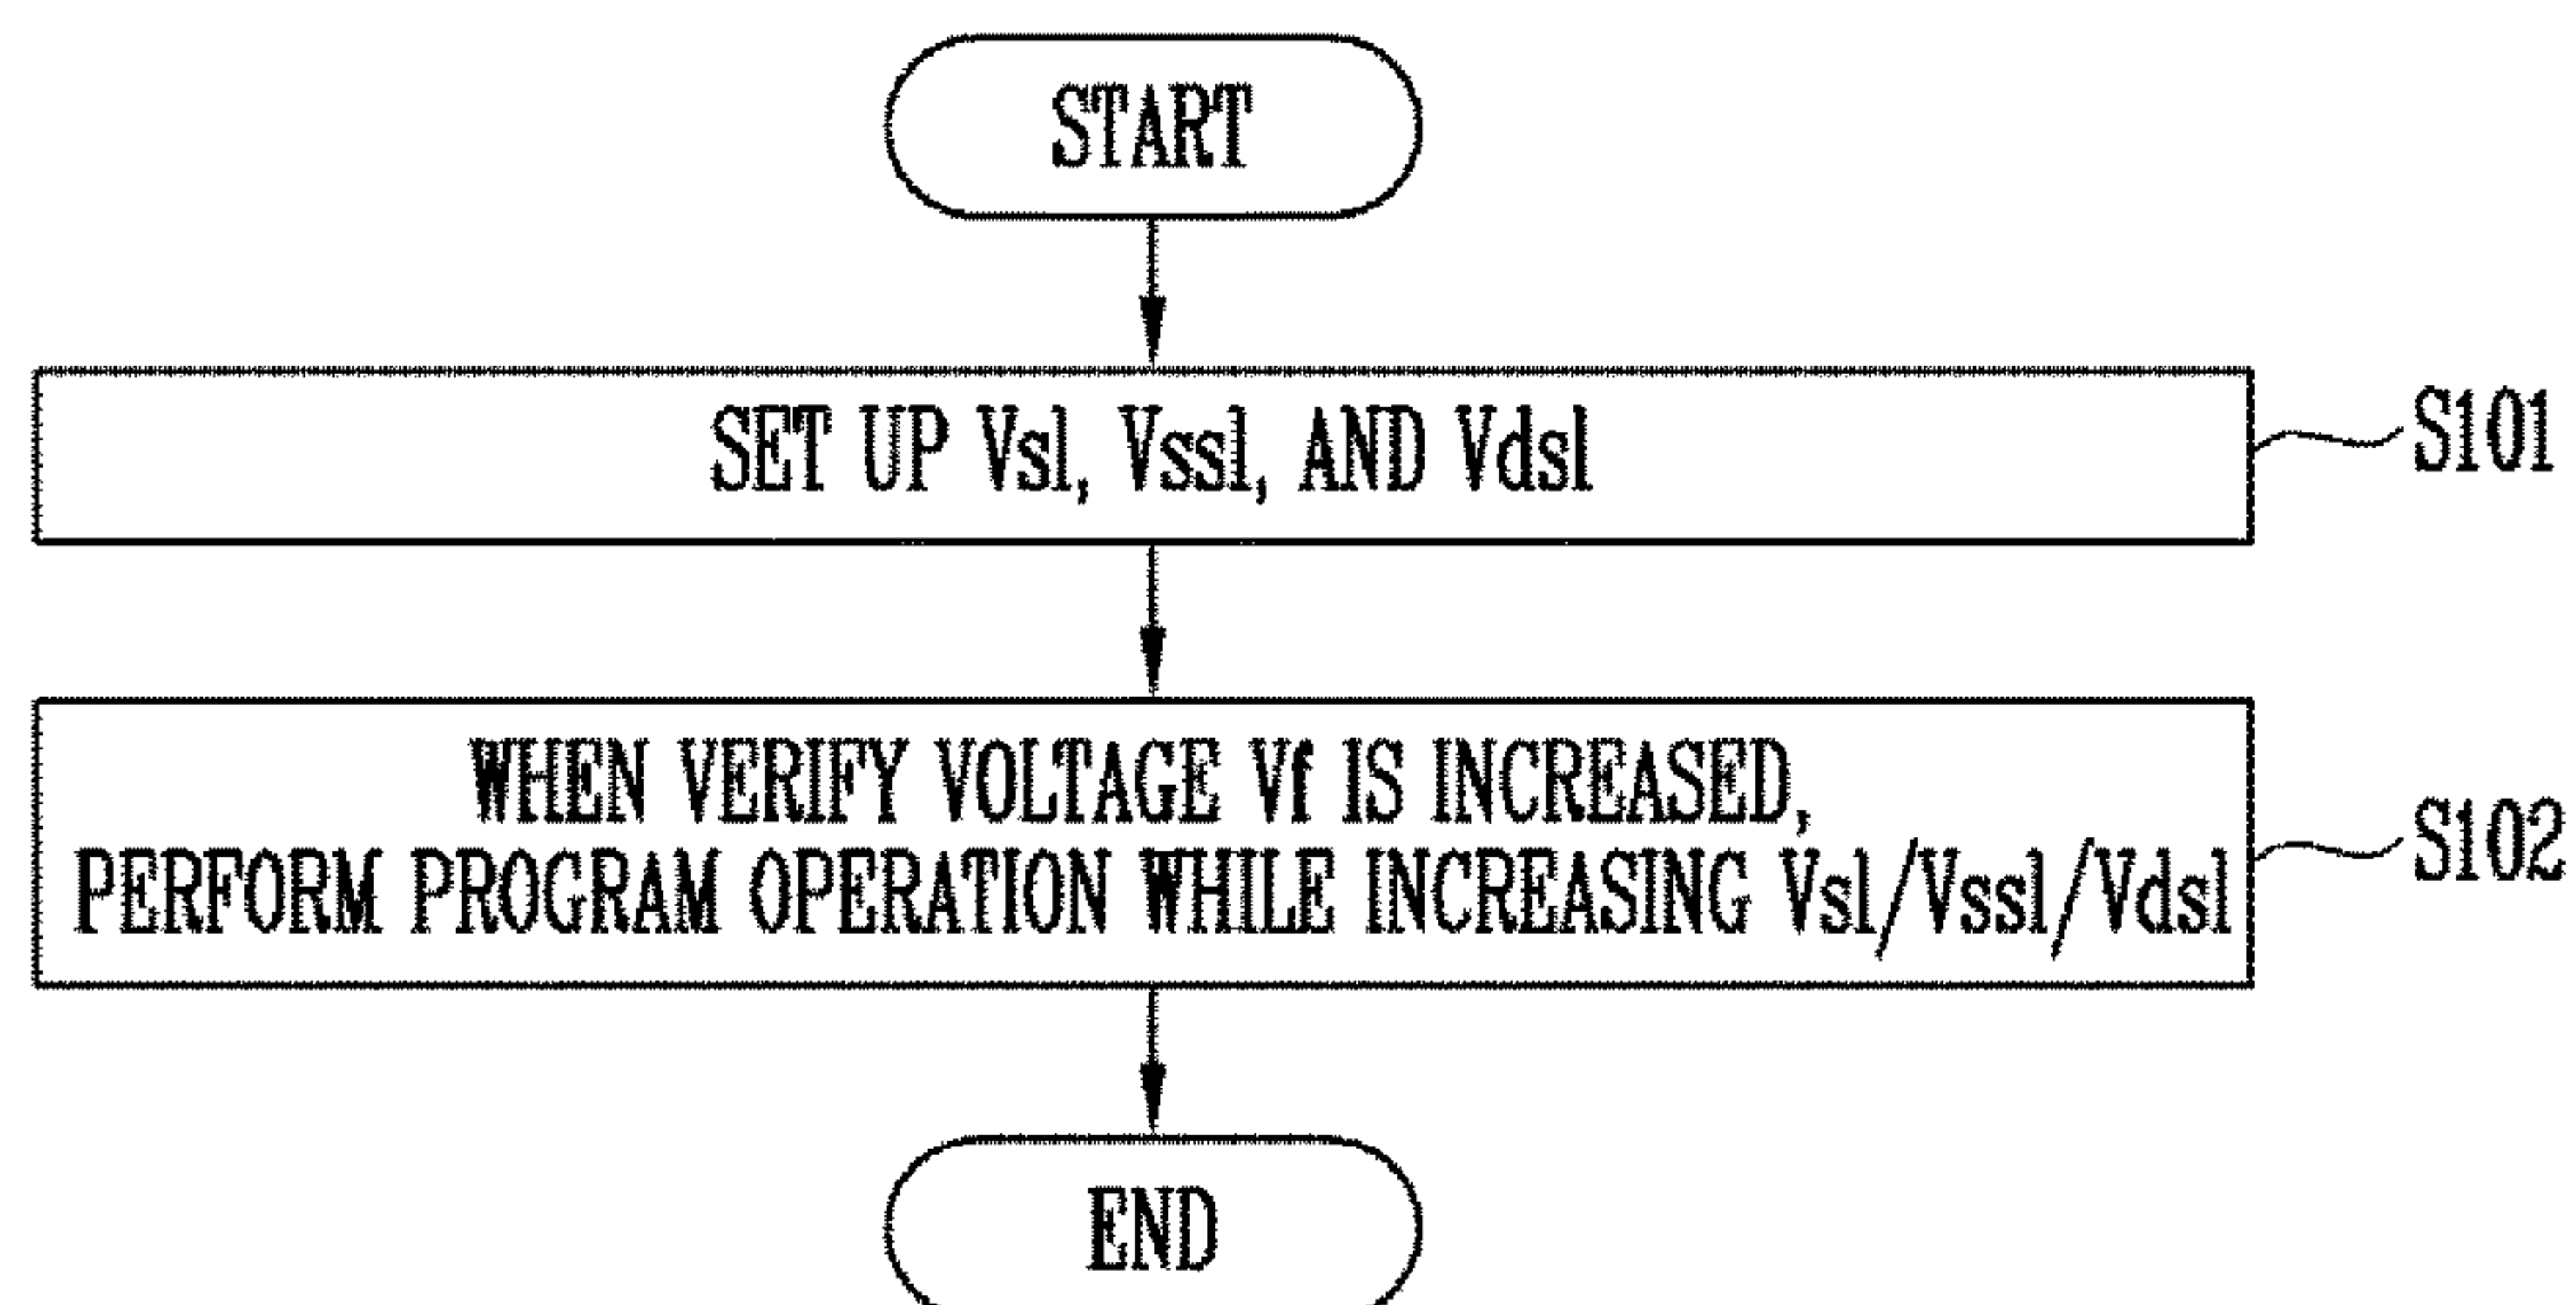 START
SET UP Vsl, Vssl, AND Vdsl
S101
WHEN VERIFY VOLTAGE Vf IS INCREASED,
PERFORM PROGRAM OPERATION WHILE INCREASING Vsl/Vssl/Vdsl
S102
END